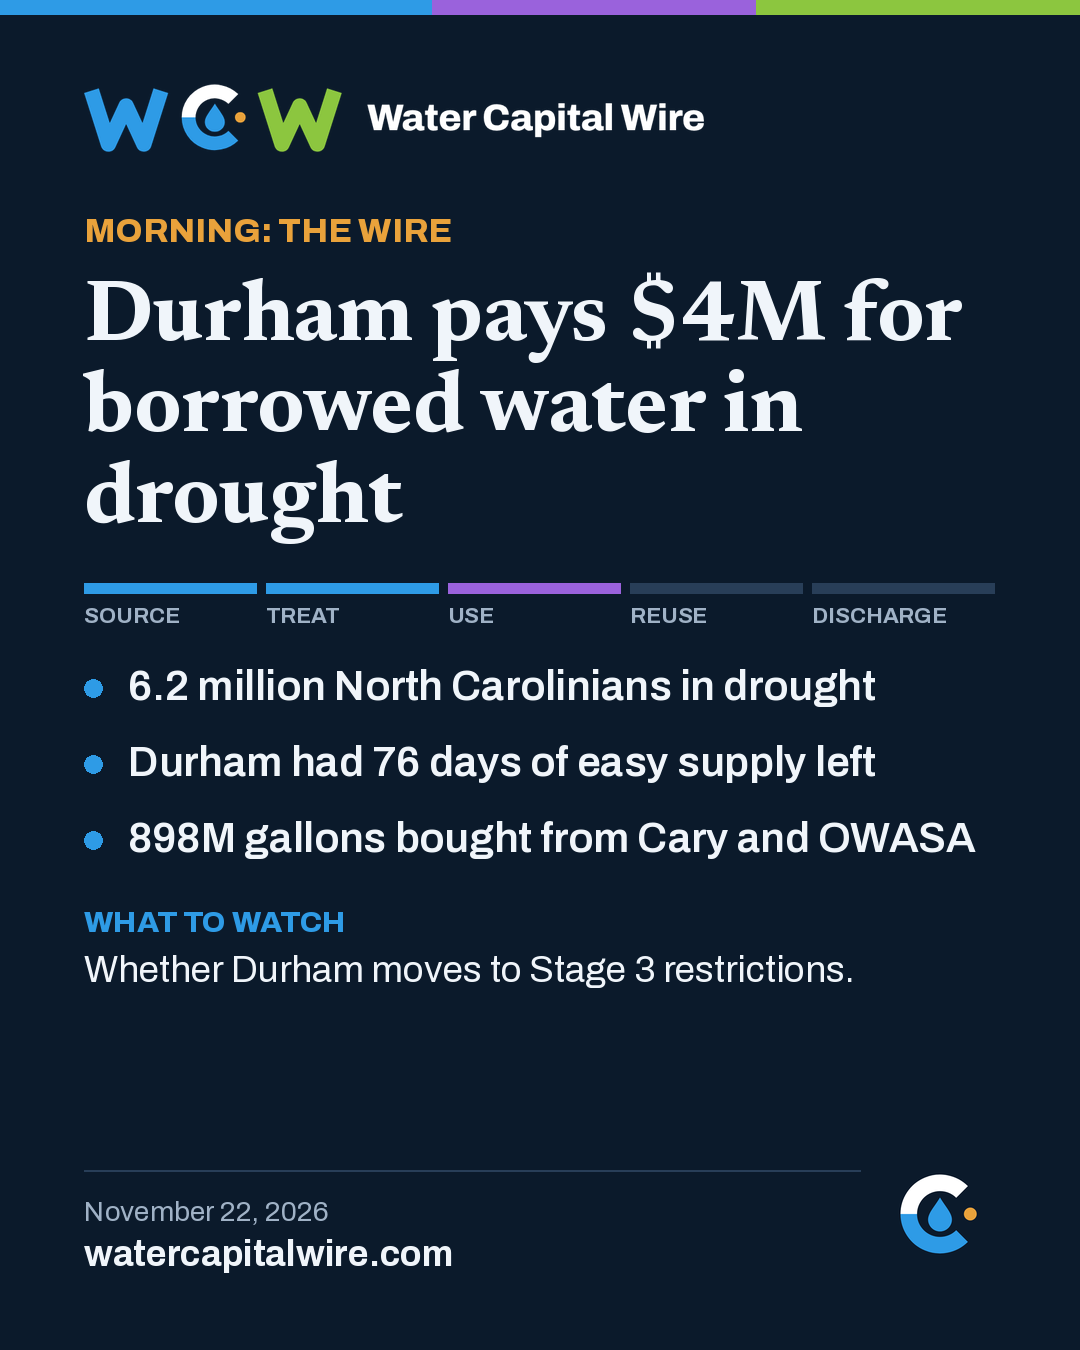 WCW Water Capital Wire
MORNING: THE WIRE
Durham pays $4M for
borrowed water in
drought
SOURCE TREAT USE REUSE DISCHARGE
6.2 million North Carolinians in drought
Durham had 76 days of easy supply left
898M gallons bought from Cary and OWASA
WHAT TO WATCH
Whether Durham moves to Stage 3 restrictions.
November 22, 2026
watercapitalwire.com